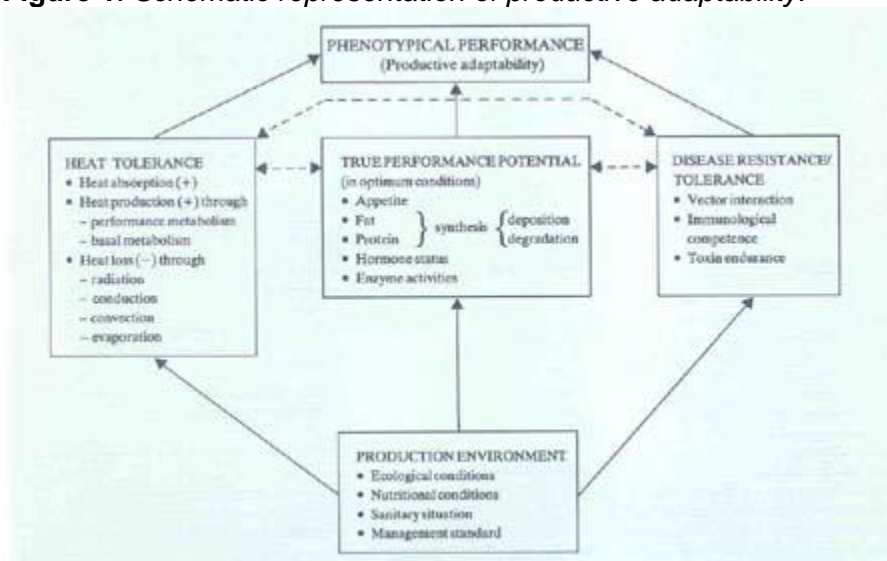 Figure 1. Schematic representation of productive adaptability.
PHENOTYPICAL PERFORMANCE
(Productive adaptability)
HEAT TOLERANCE
• Heat absorption (+)
• Heat production (+) through
– performance metabolism
– basal metabolism
• Heat loss (−) through
– radiation
– conduction
– convection
– evaporation
TRUE PERFORMANCE POTENTIAL
(in optimum conditions)
• Appetite
• Fat
• Protein
} synthesis {
deposition
degradation
• Hormone status
• Enzyme activities
DISEASE RESISTANCE/
TOLERANCE
• Vector interaction
• Immunological
competence
• Toxin endurance
PRODUCTION ENVIRONMENT
• Ecological conditions
• Nutritional conditions
• Sanitary situation
• Management standard